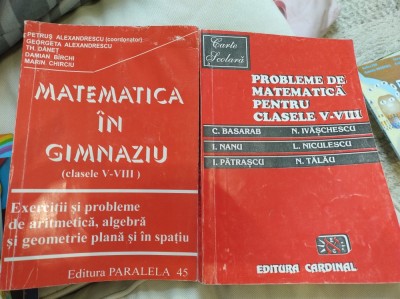 PETRUȘ ALEXANDRESCU (coordonator)
GEORGETA ALEXANDRESCU
TH. DĂNEȚ
DAMIAN BÎRCHI
MARIN CHIRCIU
MATEMATICA
ÎN
GIMNAZIU
(clasele V-VIII)
Exerciții și probleme
de aritmetică, algebră
și geometrie plană și în spațiu
Editura PARALELA 45
Carte
Școlară
PROBLEME DE
MATEMATICĂ
PENTRU
CLASELE V-VIII
C. BASARAB N. IVĂȘCHESCU
I. NANU L. NICULESCU
I. PĂTRAȘCU N. TĂLĂU
EDITURA CARDINAL